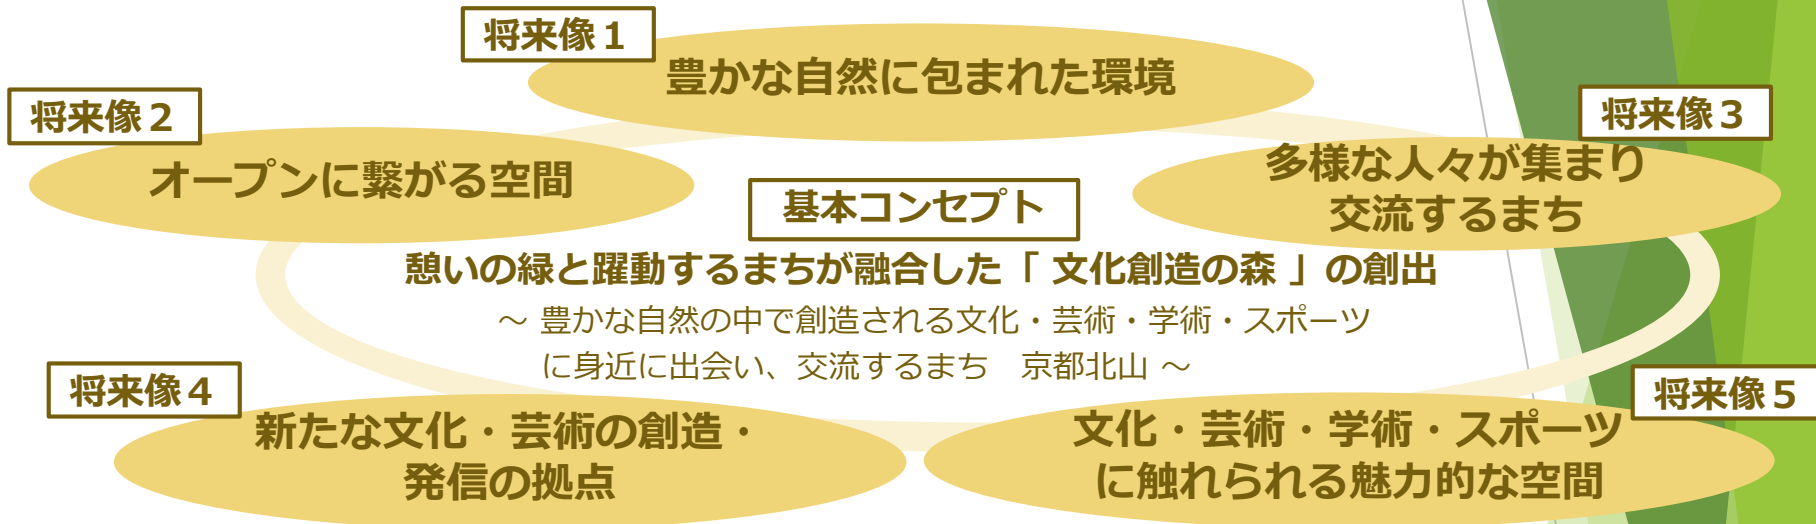 将来像１
豊かな自然に包まれた環境
将来像２
オープンに繋がる空間
将来像３
多様な人々が集まり
交流するまち
基本コンセプト
憩いの緑と躍動するまちが融合した「 文化創造の森 」の創出
～ 豊かな自然の中で創造される文化・芸術・学術・スポーツ
に身近に出会い、交流するまち　京都北山 ～
将来像４
新たな文化・芸術の創造・
発信の拠点
将来像５
文化・芸術・学術・スポーツ
に触れられる魅力的な空間